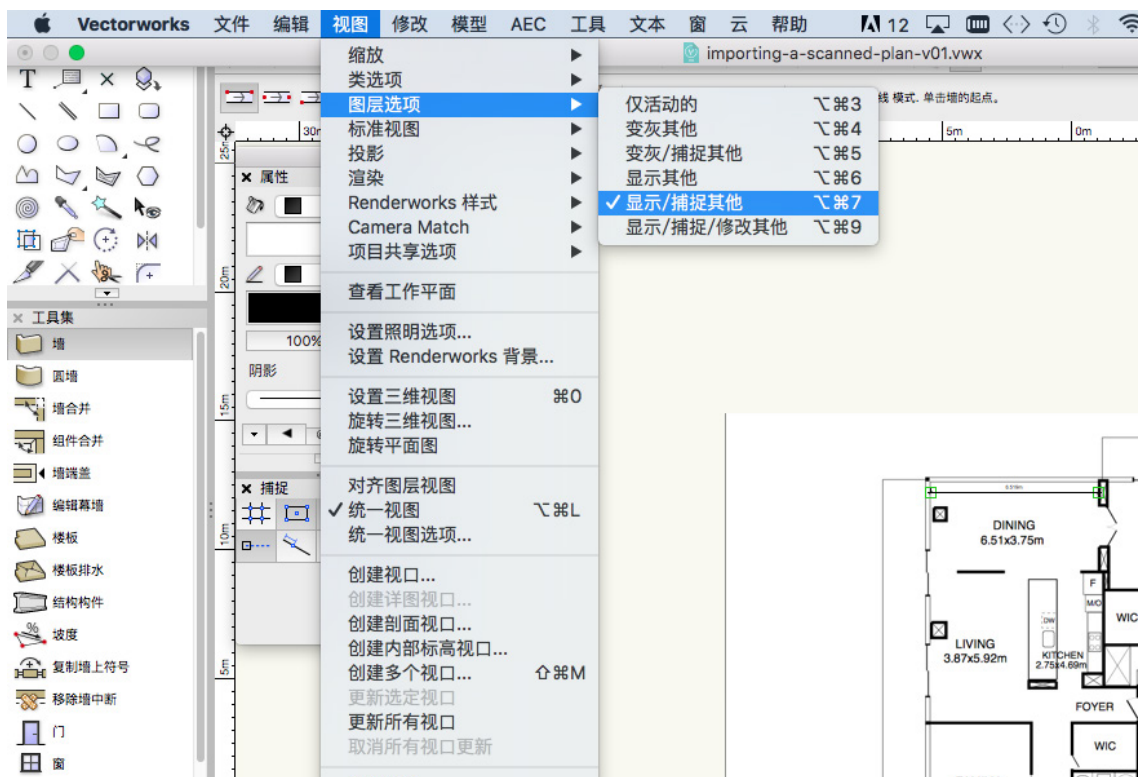 Vectorworks 文件 编辑 视图 修改 模型 AEC 工具 文本 窗 云 帮助 12
importing-a-scanned-plan-v01.vwx
线 模式. 单击墙的起点。
缩放
类选项
图层选项
标准视图
投影
渲染
Renderworks 样式
Camera Match
项目共享选项
查看工作平面
设置照明选项...
设置 Renderworks 背景...
设置三维视图 ⌘0
旋转三维视图...
旋转平面图
对齐图层视图
✓ 统一视图 ⌥⌘L
统一视图选项...
创建视口...
创建详图视口...
创建剖面视口...
创建内部标高视口...
创建多个视口... ⇧⌘M
更新选定视口
更新所有视口
取消所有视口更新
仅活动的 ⌥⌘3
变灰其他 ⌥⌘4
变灰/捕捉其他 ⌥⌘5
显示其他 ⌥⌘6
✓ 显示/捕捉其他 ⌥⌘7
显示/捕捉/修改其他 ⌥⌘9
工具集
墙
圆墙
墙合并
组件合并
墙端盖
编辑幕墙
楼板
楼板排水
结构构件
坡度
复制墙上符号
移除墙中断
门
窗
属性
100%
阴影
捕捉
5m
0m
25m
20m
15m
10m
5m
DINING
6.51x3.75m
F
M/O
DW
WIC
LIVING
3.87x5.92m
KITCHEN
2.75x4.69m
FOYER
WIC